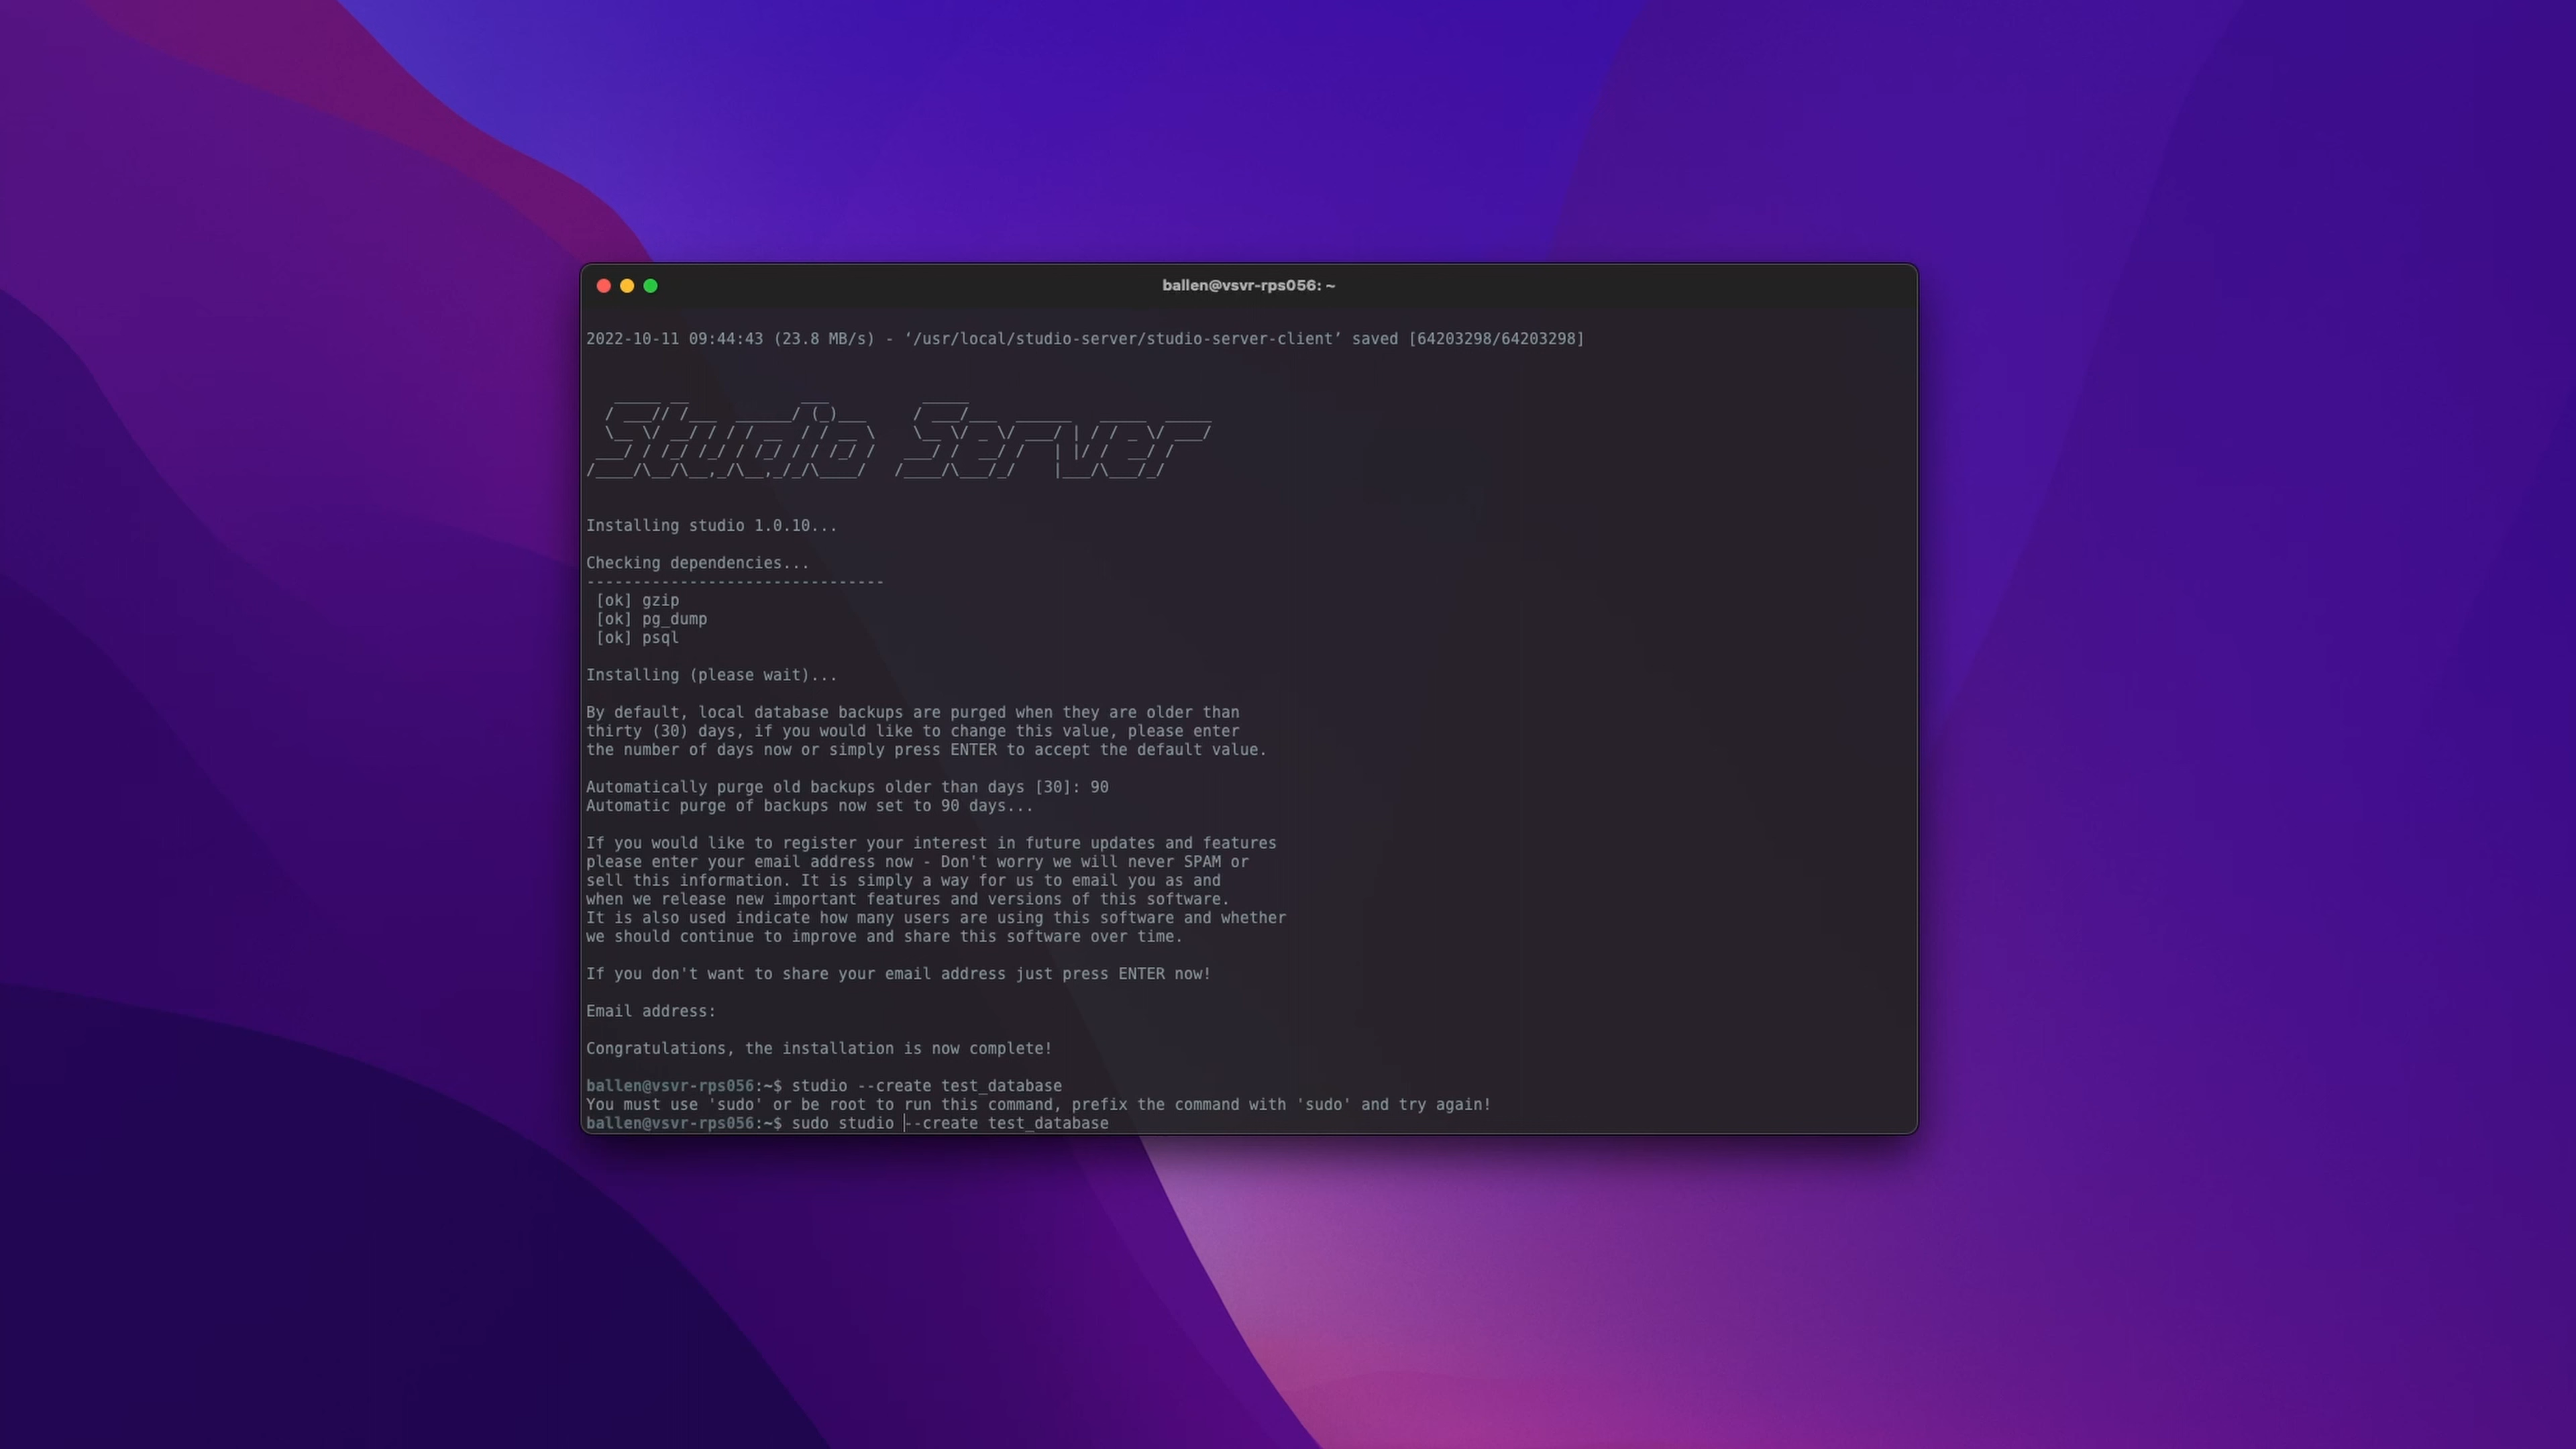 ballen@vsvr-rps056: ~
2022-10-11 09:44:43 (23.8 MB/s) - ‘/usr/local/studio-server/studio-server-client’ saved [64203298/64203298]
Studio Server
Installing studio 1.0.10...
Checking dependencies...
--------------------------------
[ok] gzip
[ok] pg_dump
[ok] psql
Installing (please wait)...
By default, local database backups are purged when they are older than
thirty (30) days, if you would like to change this value, please enter
the number of days now or simply press ENTER to accept the default value.
Automatically purge old backups older than days [30]: 90
Automatic purge of backups now set to 90 days...
If you would like to register your interest in future updates and features
please enter your email address now - Don't worry we will never SPAM or
sell this information. It is simply a way for us to email you as and
when we release new important features and versions of this software.
It is also used indicate how many users are using this software and whether
we should continue to improve and share this software over time.
If you don't want to share your email address just press ENTER now!
Email address:
Congratulations, the installation is now complete!
ballen@vsvr-rps056:~$ studio --create test_database
You must use 'sudo' or be root to run this command, prefix the command with 'sudo' and try again!
ballen@vsvr-rps056:~$ sudo studio --create test_database